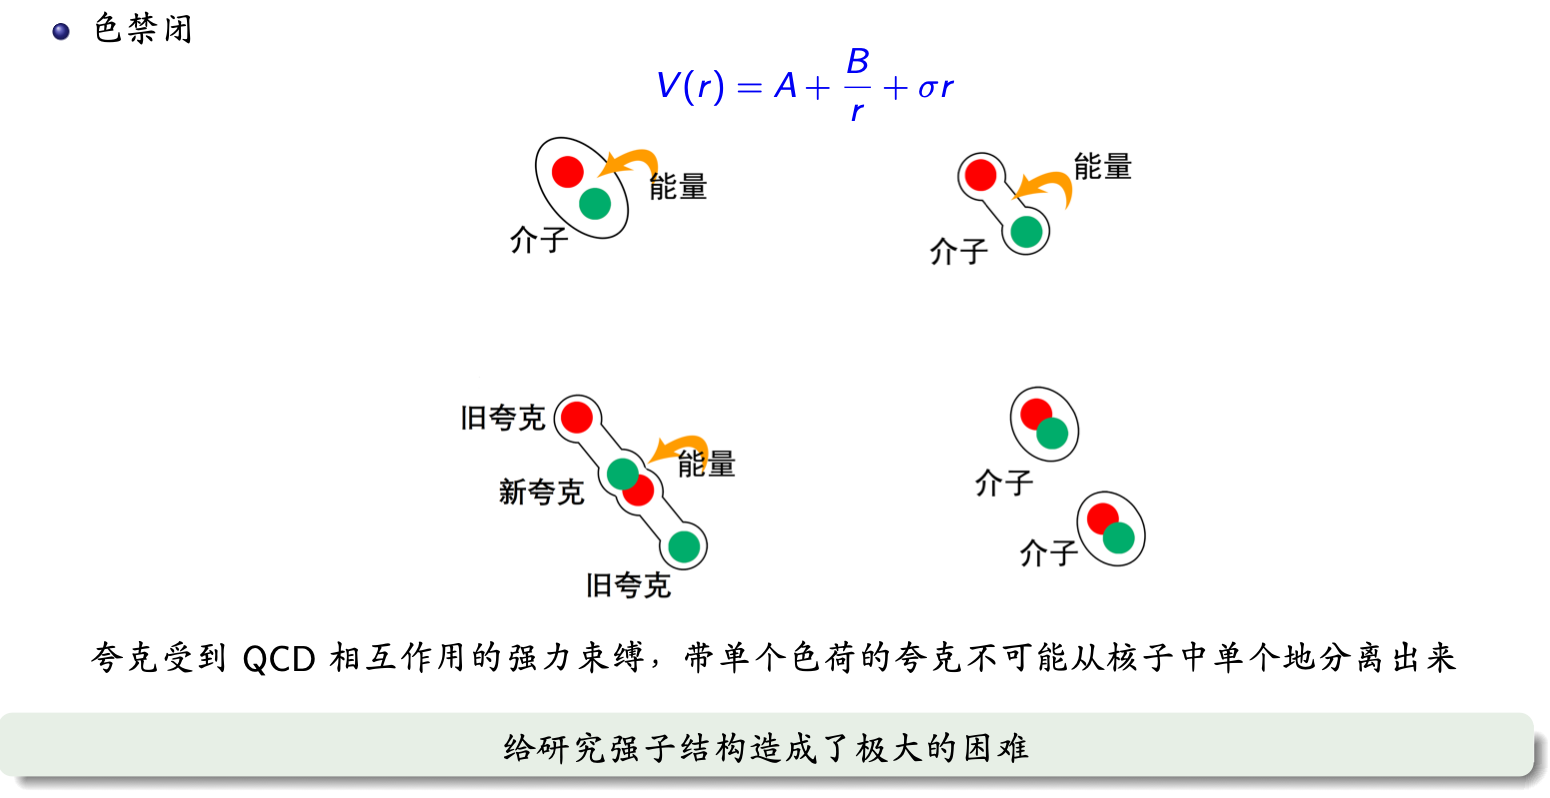 色禁闭
V(r) = A + B/r + σr
能量
介子
能量
介子
旧夸克
能量
新夸克
旧夸克
介子
介子
夸克受到 QCD 相互作用的强力束缚，带单个色荷的夸克不可能从核子中单个地分离出来
给研究强子结构造成了极大的困难